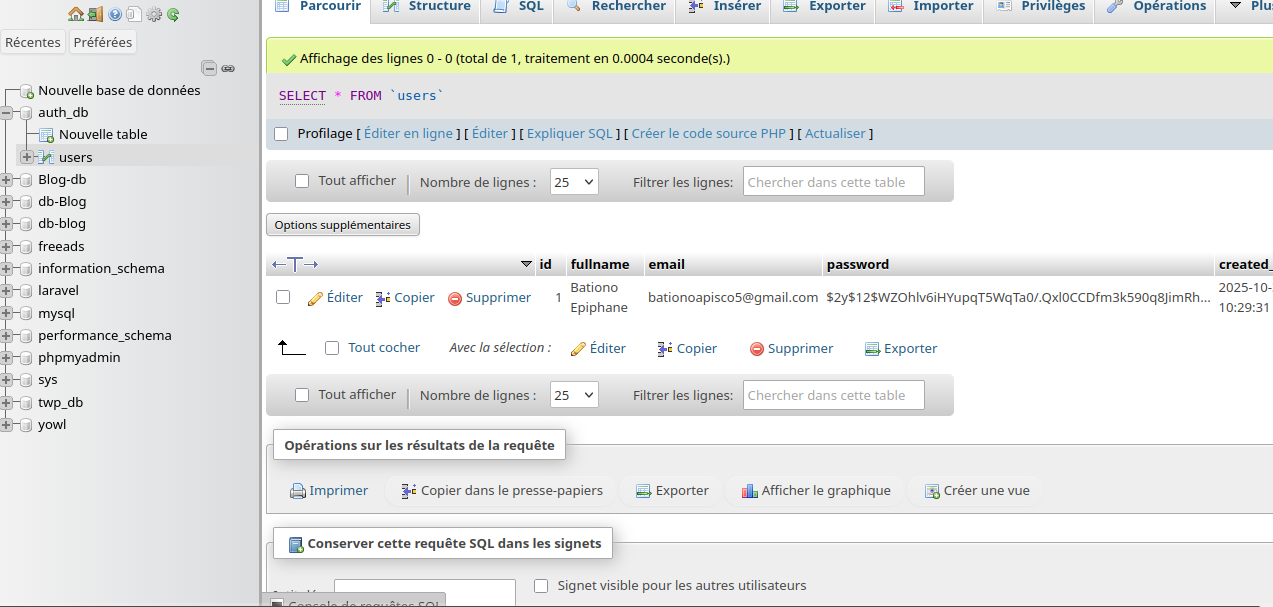 Parcourir Structure SQL Rechercher Insérer Exporter Importer Privilèges Opérations
Récentes Préférées
Nouvelle base de données
auth_db
Nouvelle table
users
Blog-db
db-Blog
db-blog
freeads
information_schema
laravel
mysql
performance_schema
phpmyadmin
sys
twp_db
yowl
Affichage des lignes 0 - 0 (total de 1, traitement en 0.0004 seconde(s).)
SELECT * FROM `users`
Profilage [ Éditer en ligne ] [ Éditer ] [ Expliquer SQL ] [ Créer le code source PHP ] [ Actualiser ]
Tout afficher Nombre de lignes : 25 Filtrer les lignes: Chercher dans cette table
Options supplémentaires
id fullname email password created_
Éditer Copier Supprimer 1 Bationo Epiphane bationoapisco5@gmail.com $2y$12$WZOhlv6iHYupqT5WqTa0/.Qxl0CCDfm3k590q8JimRh... 2025-10- 10:29:31
Tout cocher Avec la sélection : Éditer Copier Supprimer Exporter
Tout afficher Nombre de lignes : 25 Filtrer les lignes: Chercher dans cette table
Opérations sur les résultats de la requête
Imprimer Copier dans le presse-papiers Exporter Afficher le graphique Créer une vue
Conserver cette requête SQL dans les signets
Signet visible pour les autres utilisateurs
Console de requêtes SQL